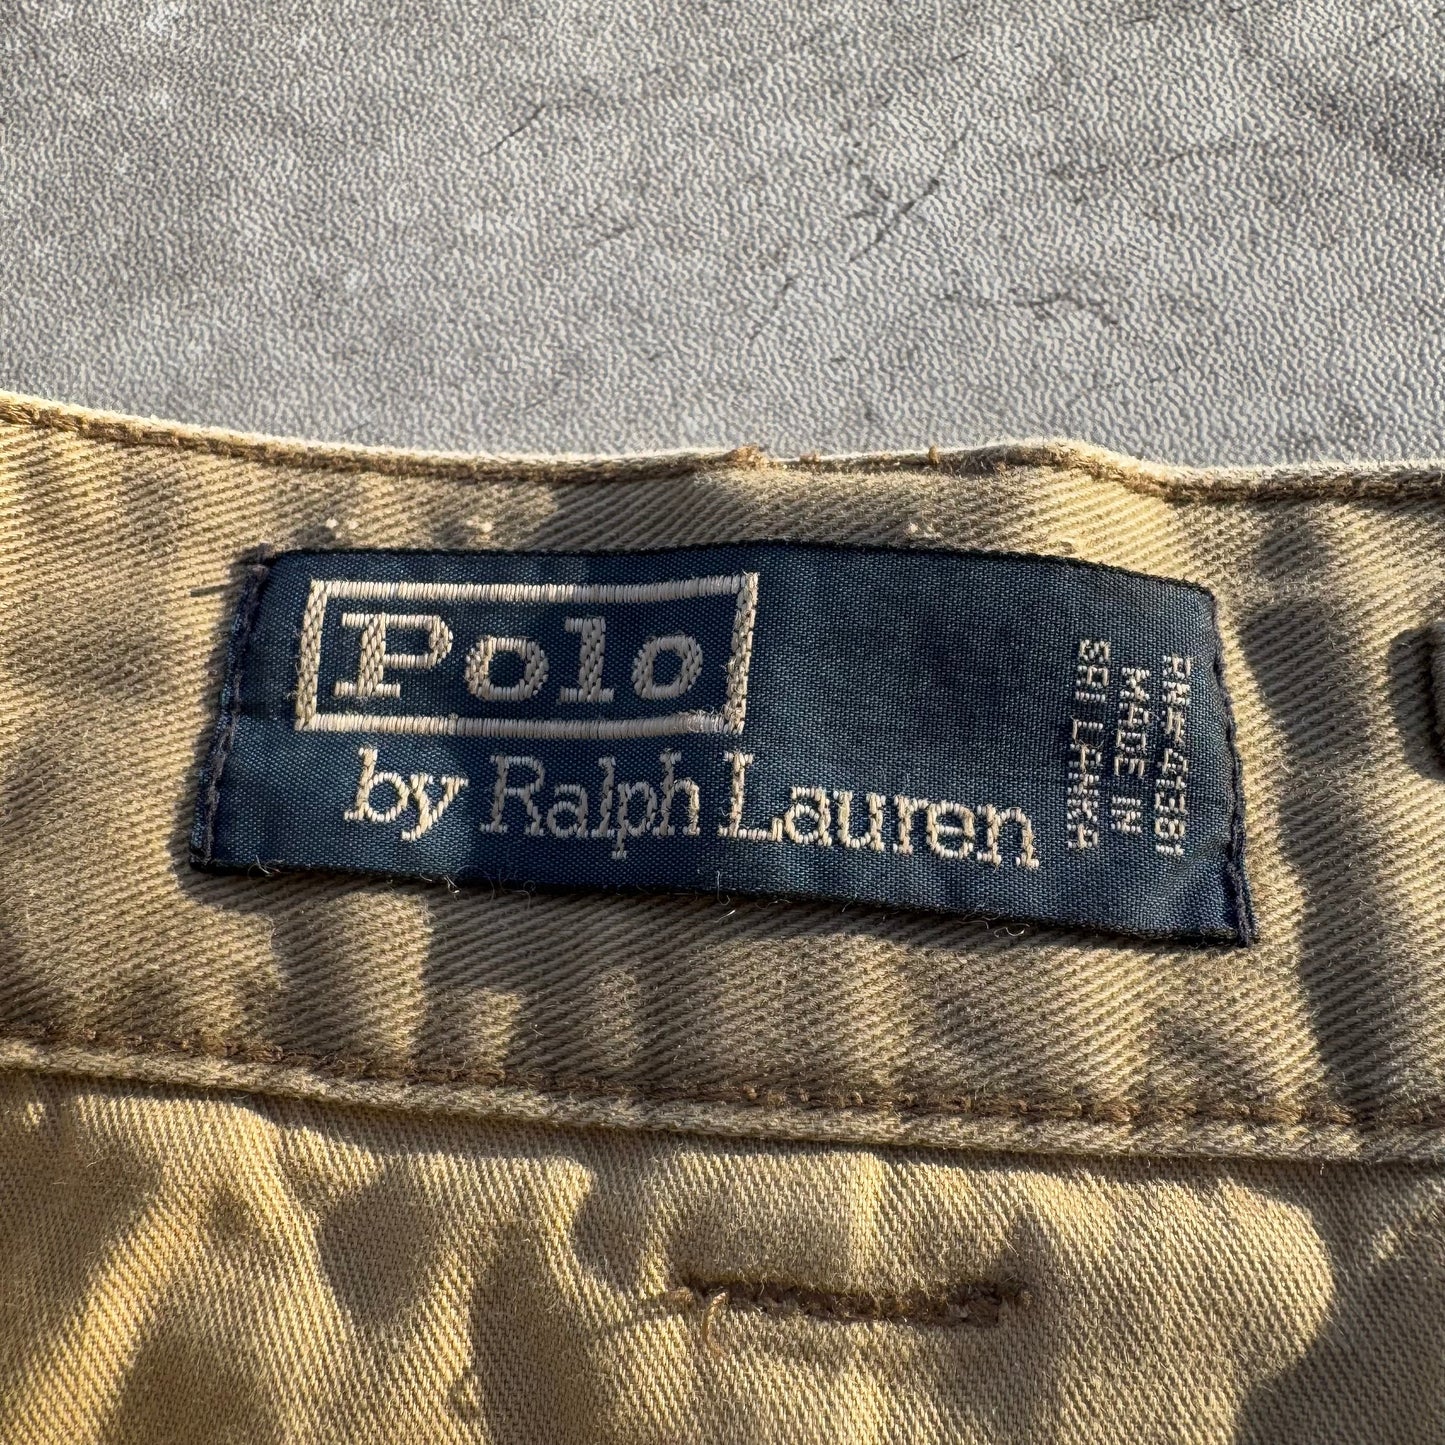 Polo
by Ralph Lauren
RN#41381
MADE IN
SRI LANKA